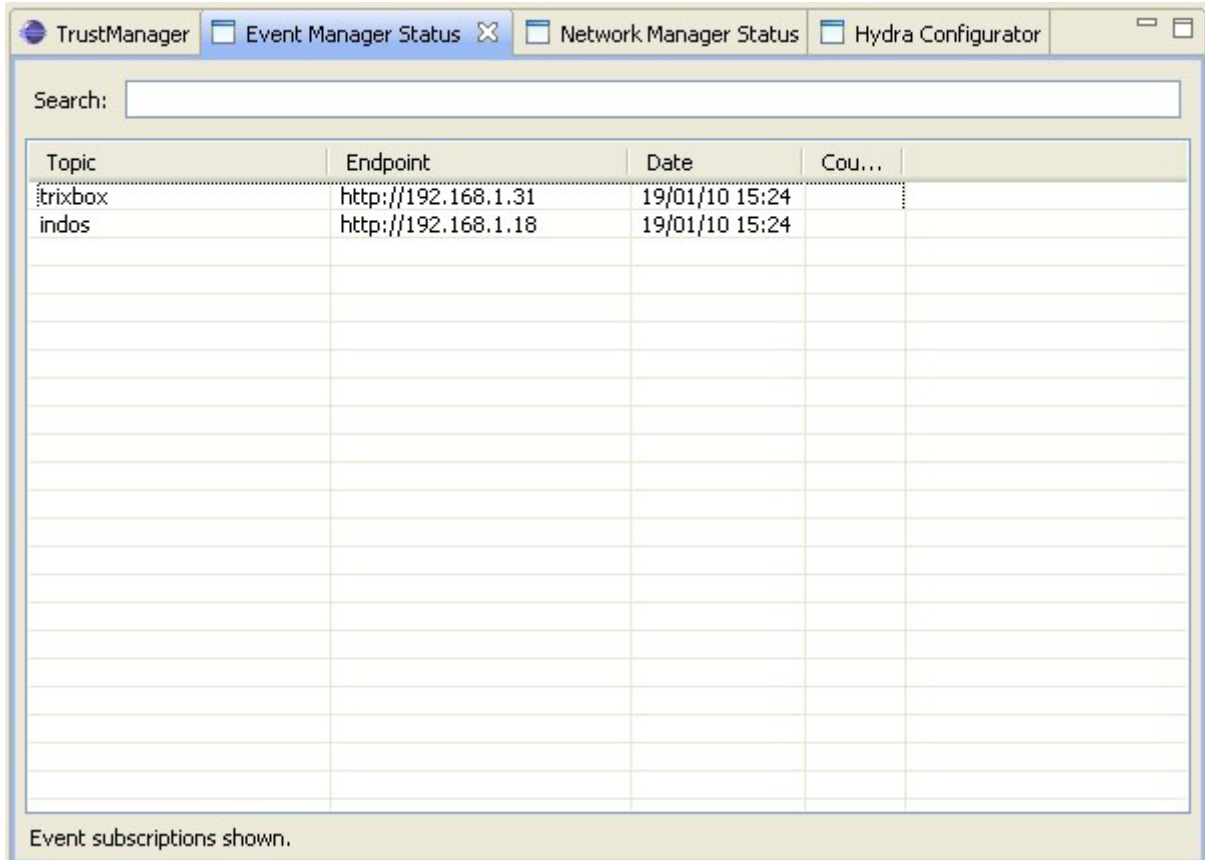 TrustManager Event Manager Status Network Manager Status Hydra Configurator
Search:
Topic Endpoint Date Cou...
trixbox http://192.168.1.31 19/01/10 15:24
indos http://192.168.1.18 19/01/10 15:24
Event subscriptions shown.